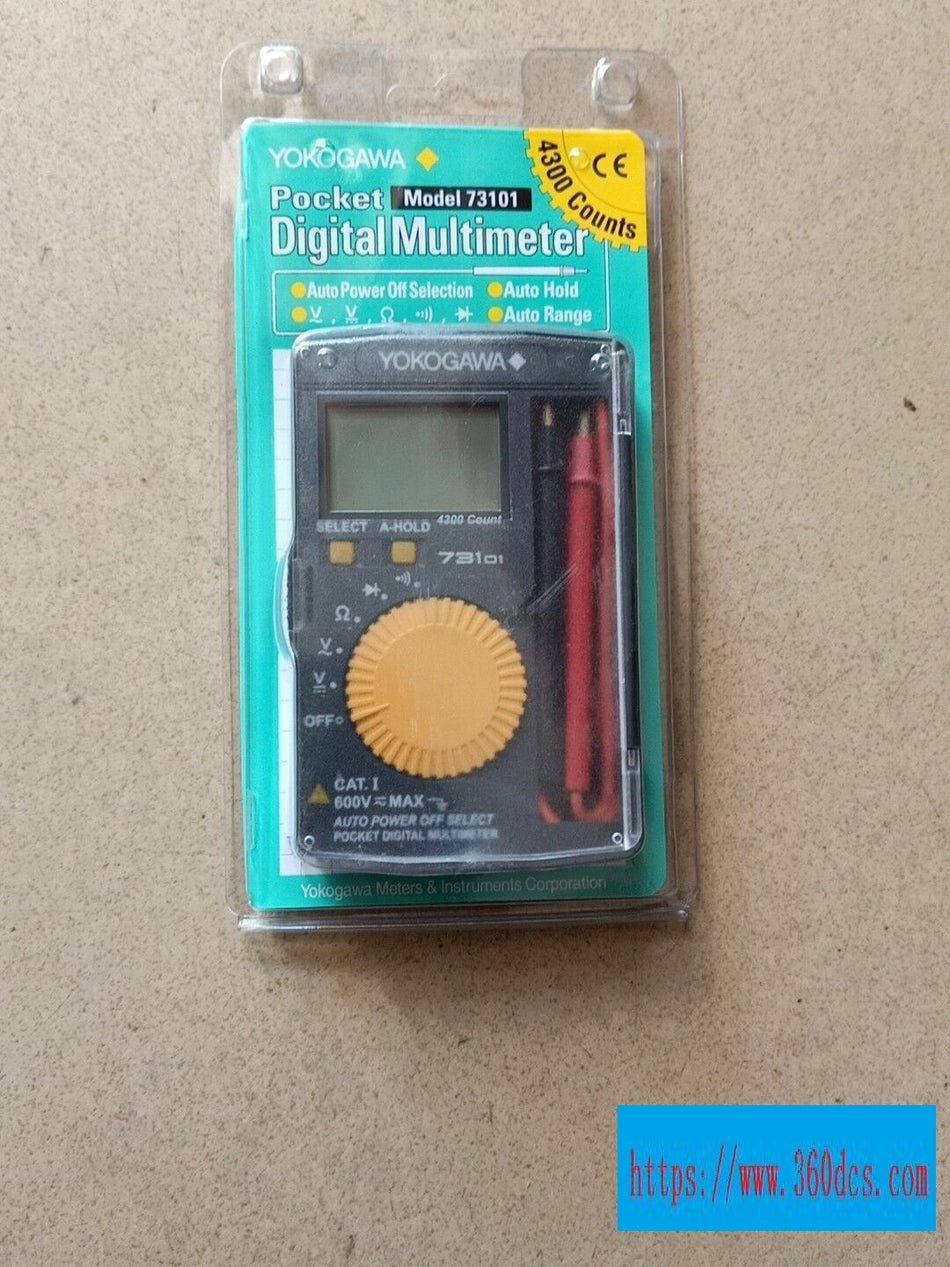 YOKOGAWA
CE
4300 Counts
Pocket Model 73101
Digital Multimeter
Auto Power Off Selection Auto Hold
V, V, Ω, Auto Range
YOKOGAWA
4300 Count
SELECT A-HOLD
73101
Ω
V
V
OFF
CAT. I
600V MAX
AUTO POWER OFF SELECT
POCKET DIGITAL MULTIMETER
Yokogawa Meters & Instruments Corporation
https://www.360dcs.com